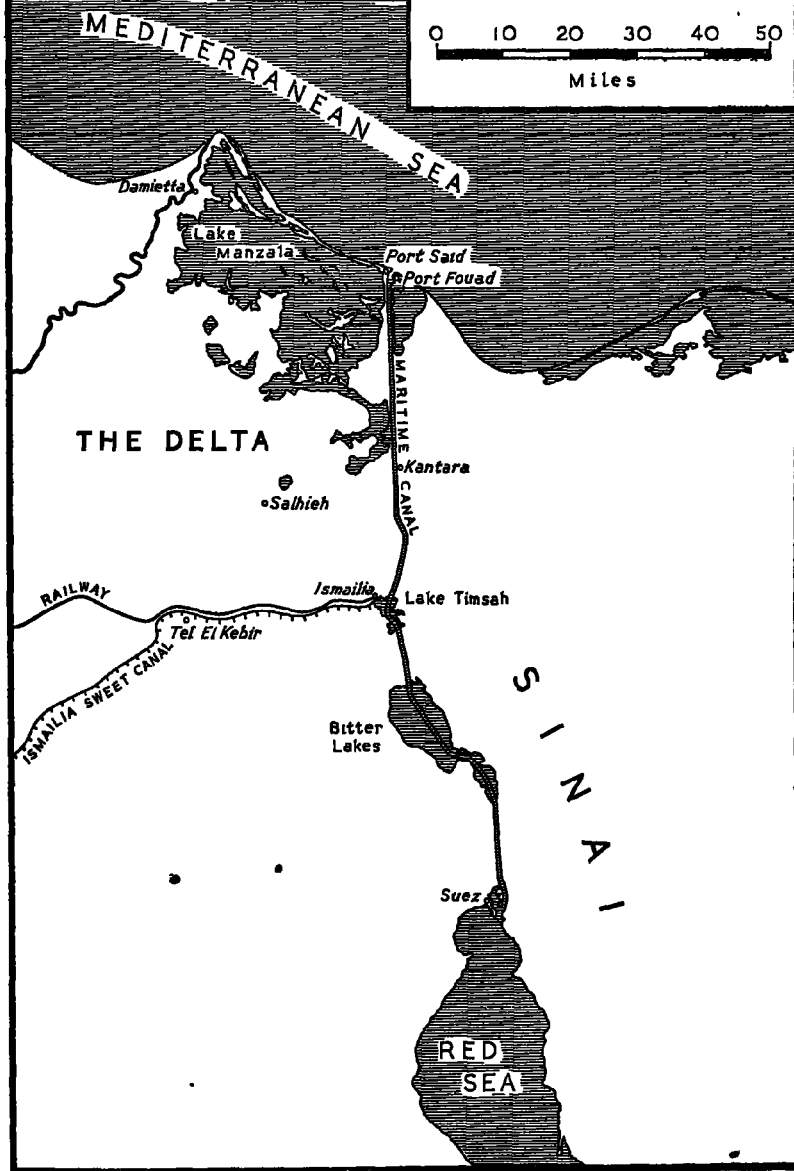 MEDITERRANEAN SEA
0 10 20 30 40 50
Miles
Damietta
Lake
Manzala
Port Said
Port Fouad
MARITIME CANAL
THE DELTA
Kantara
Salhieh
Ismailia
Lake Timsah
RAILWAY
Tel El Kebir
ISMAILIA SWEET CANAL
SINAI
Bitter
Lakes
Suez
RED
SEA